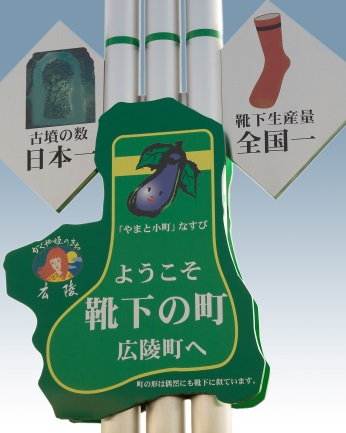 古墳の数
日本一
靴下生産量
全国一
「やまと小町」なすび
かぐや姫のまち
広陵
ようこそ
靴下の町
広陵町へ
町の形は偶然にも靴下に似ています。